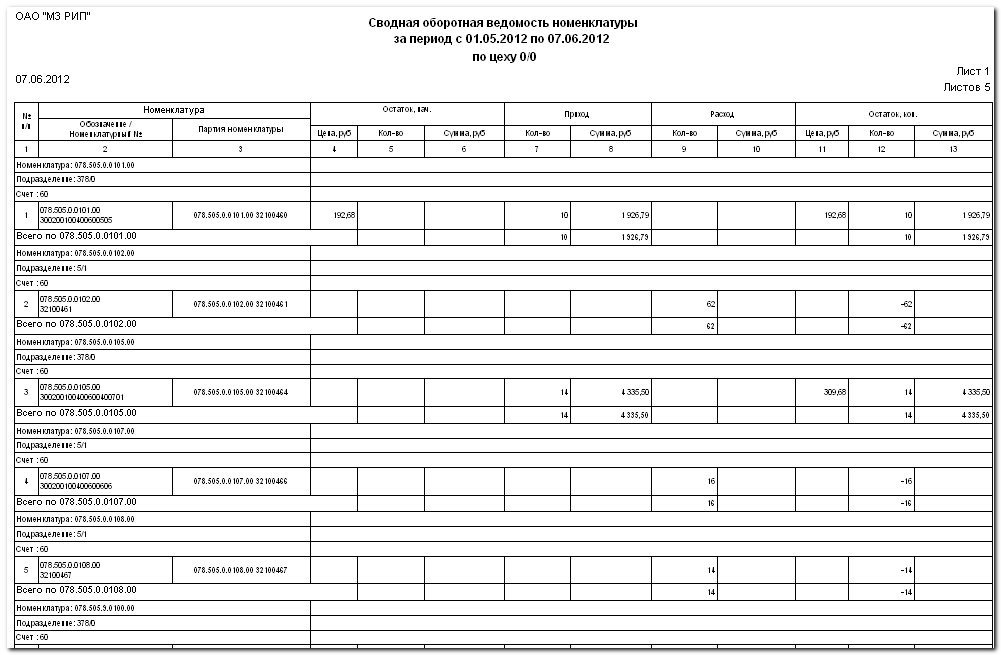 ОАО "МЗ РИП"
Сводная оборотная ведомость номенклатуры
за период с 01.05.2012 по 07.06.2012
по цеху 0/0
07.06.2012
Лист 1
Листов 5
№ п/п Номенклатура Остаток, нач. Приход Расход Остаток, кон.
Обозначение / Номенклатурный № Партия номенклатуры Цена, руб Кол-во Сумма, руб Кол-во Сумма, руб Кол-во Сумма, руб Цена, руб Кол-во Сумма, руб
1 2 3 4 5 6 7 8 9 10 11 12 13
Номенклатура: 078.505.0.0101.00
Подразделение: 378/0
Счет : 60
1 078.505.0.0101.00 078.505.0.0101.00 32100460 192,68 10 1 926,79 192,68 10 1 926,79
300200100400600505
Всего по 078.505.0.0101.00 10 1 926,79 10 1 926,79
Номенклатура: 078.505.0.0102.00
Подразделение: 5/1
Счет : 60
2 078.505.0.0102.00 078.505.0.0102.00 32100461 62 -62
32100461
Всего по 078.505.0.0102.00 62 -62
Номенклатура: 078.505.0.0105.00
Подразделение: 378/0
Счет : 60
3 078.505.0.0105.00 078.505.0.0105.00 32100464 14 4 335,50 309,68 14 4 335,50
300200100400600400701
Всего по 078.505.0.0105.00 14 4 335,50 14 4 335,50
Номенклатура: 078.505.0.0107.00
Подразделение: 5/1
Счет : 60
4 078.505.0.0107.00 078.505.0.0107.00 32100466 16 -16
300200100400600606
Всего по 078.505.0.0107.00 16 -16
Номенклатура: 078.505.0.0108.00
Подразделение: 5/1
Счет : 60
5 078.505.0.0108.00 078.505.0.0108.00 32100467 14 -14
32100467
Всего по 078.505.0.0108.00 14 -14
Номенклатура: 078.505.9.0100.00
Подразделение: 378/0
Счет : 60